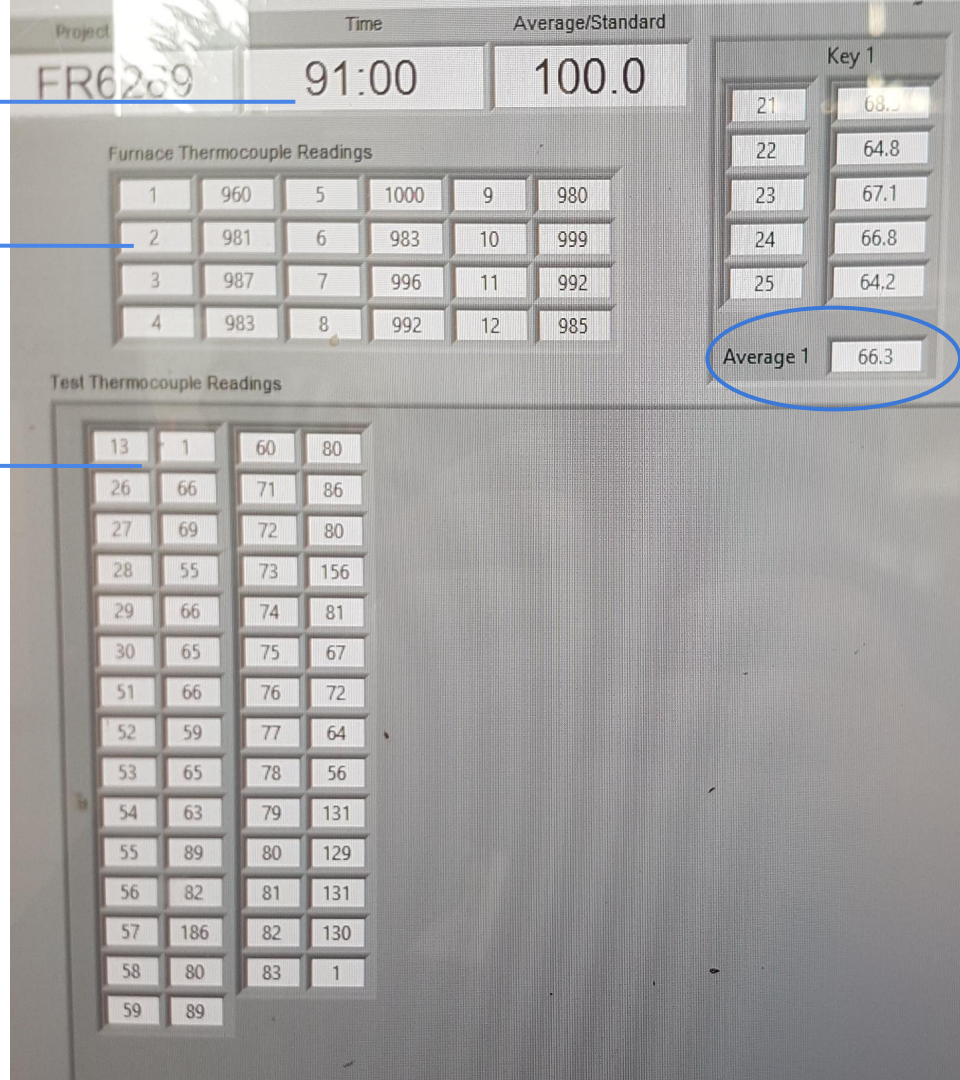 Project Time Average/Standard
FR6269 91:00 100.0
Key 1
21
22 64.8
23 67.1
24 66.8
25 64.2
Average 1 66.3
Furnace Thermocouple Readings
1 960 5 1000 9 980
2 981 6 983 10 999
3 987 7 996 11 992
4 983 8 992 12 985
Test Thermocouple Readings
13 1 60 80
26 66 71 86
27 69 72 80
28 55 73 156
29 66 74 81
30 65 75 67
51 66 76 72
52 59 77 64
53 65 78 56
54 63 79 131
55 89 80 129
56 82 81 131
57 186 82 130
58 80 83 1
59 89